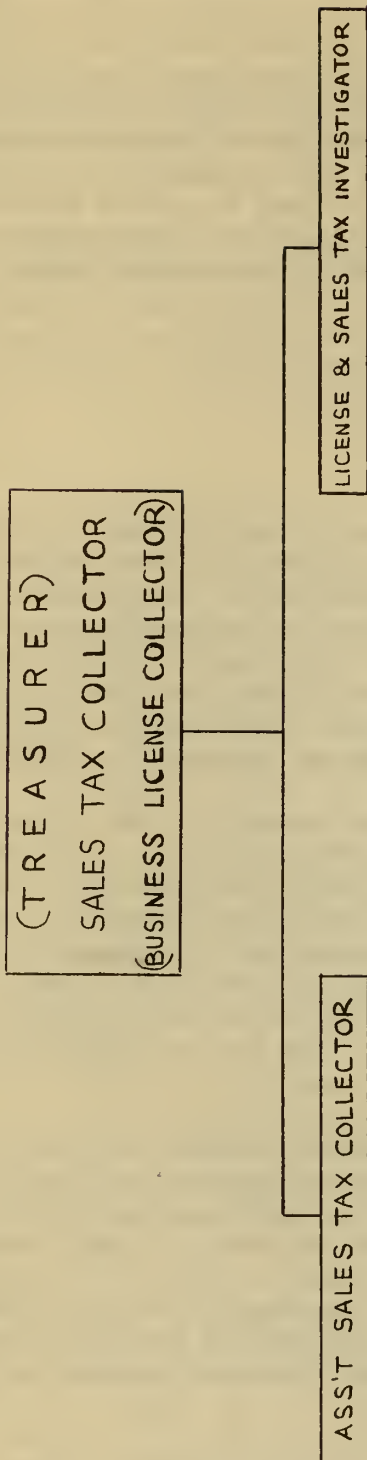 (TREASURER)
SALES TAX COLLECTOR
(BUSINESS LICENSE COLLECTOR)
ASS'T SALES TAX COLLECTOR
LICENSE & SALES TAX INVESTIGATOR